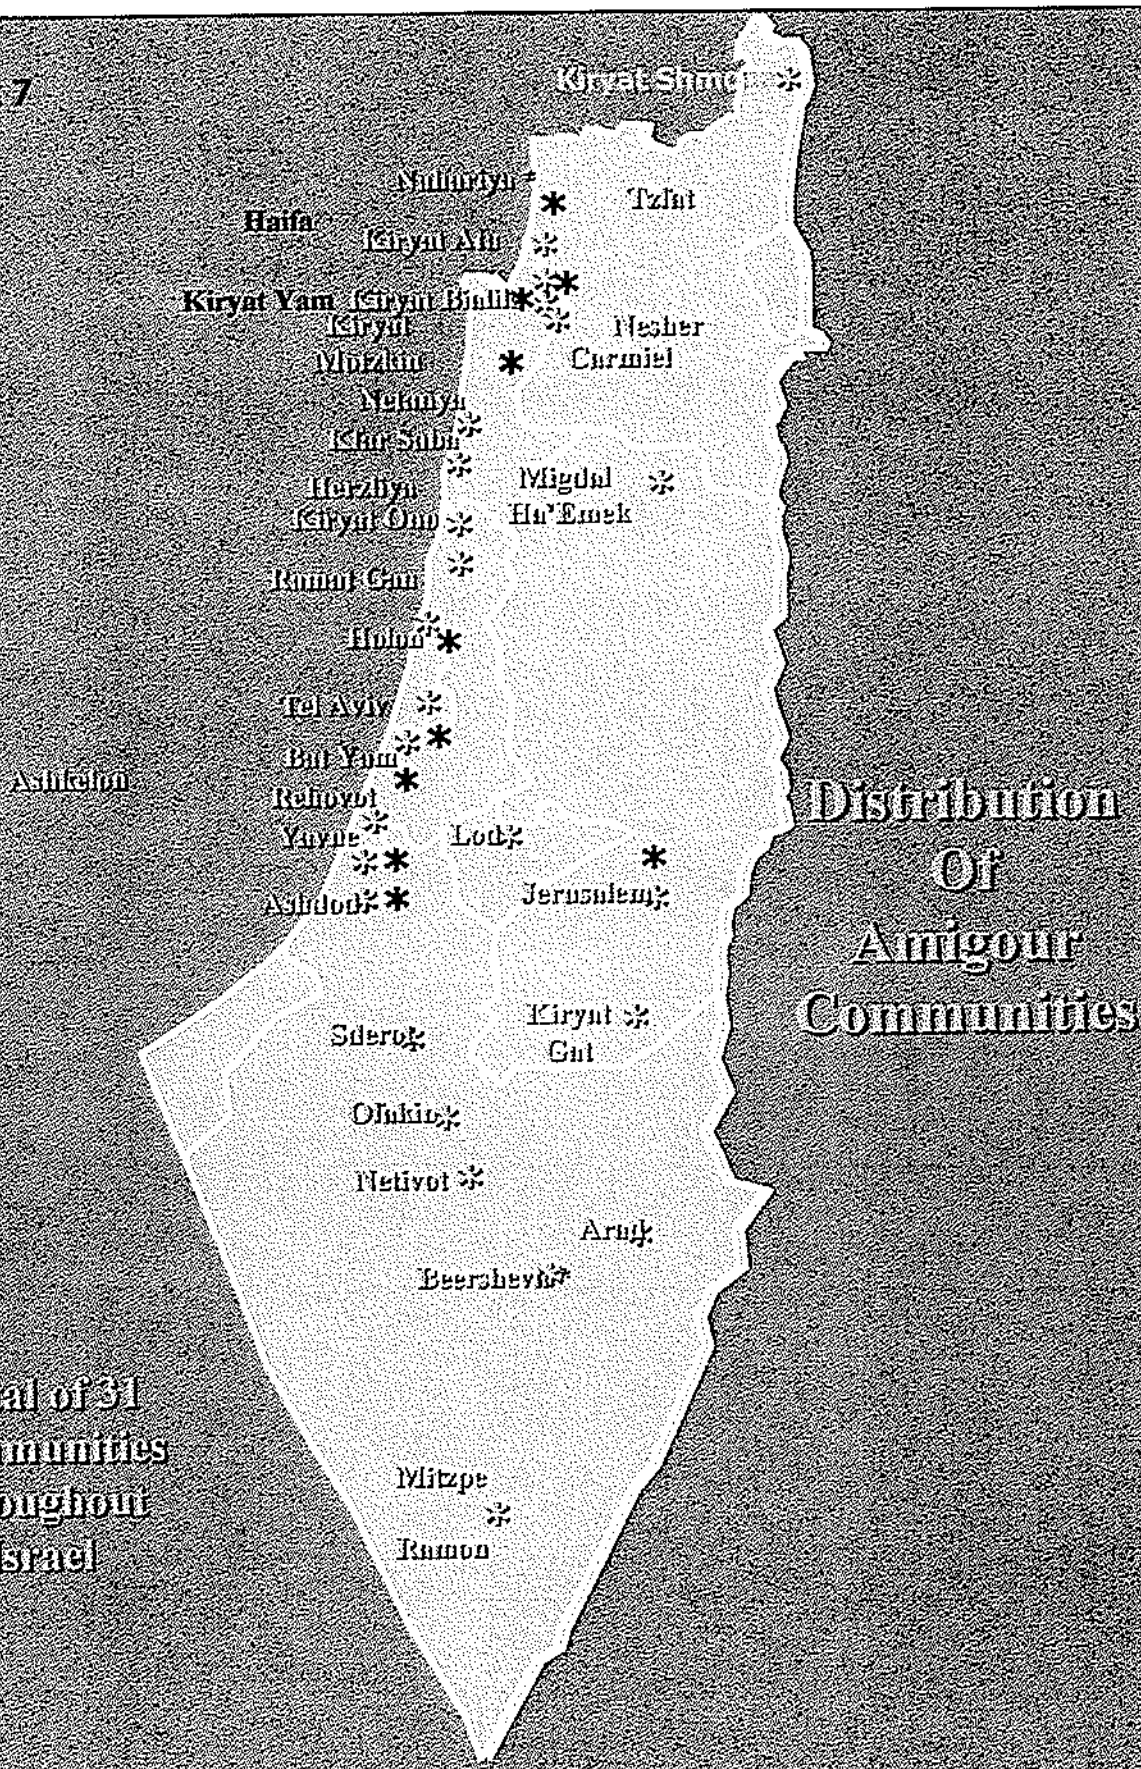 7
Kiryat Shmo
Nahariya
Tzfat
Haifa
Kiryat Ata
Kiryat Yam Kiryat Bialik
Kiryat
Motzkin
Nesher
Carmiel
Netanya
Kfar Saba
Herzliya
Migdal
Ha'Emek
Kiryat Ono
Ramat Gan
Holon
Tel Aviv
Bat Yam
Ashkelon
Rehovot
Yavne
Lod
Ashdod
Jerusalem
Distribution
Of
Amigour
Communities
Kiryat
Gat
Sderot
Ofakim
Netivot
Arad
Beersheva
al of 31
mmunities
oughout
srael
Mitzpe
Ramon